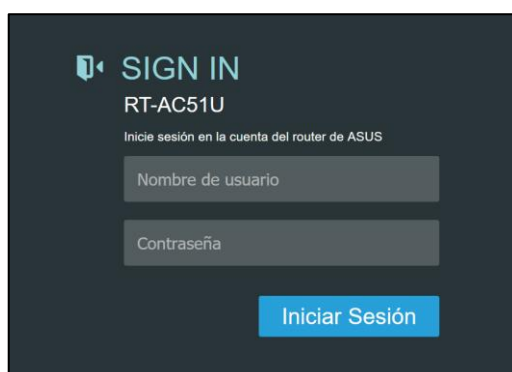 SIGN IN
RT-AC51U
Inicie sesión en la cuenta del router de ASUS
Nombre de usuario
Contraseña
Iniciar Sesión